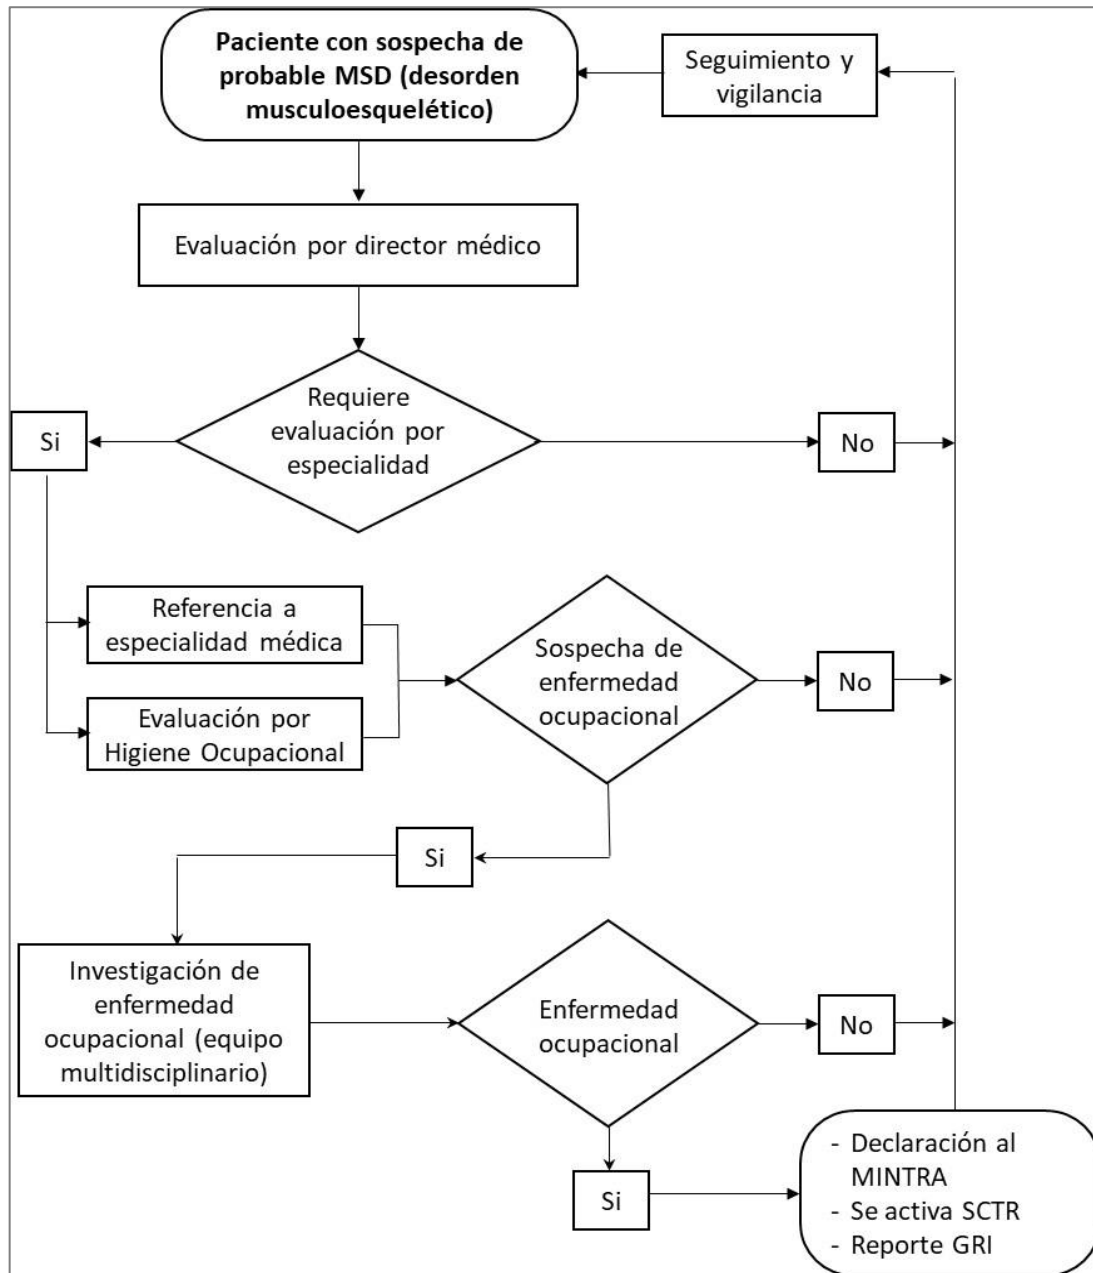 Paciente con sospecha de
probable MSD (desorden
musculoesquelético)
Seguimiento y
vigilancia
Evaluación por director médico
Requiere
evaluación por
especialidad
Si
No
Referencia a
especialidad médica
Evaluación por
Higiene Ocupacional
Sospecha de
enfermedad
ocupacional
No
Si
Investigación de
enfermedad
ocupacional (equipo
multidisciplinario)
Enfermedad
ocupacional
No
Si
- Declaración al
MINTRA
- Se activa SCTR
- Reporte GRI